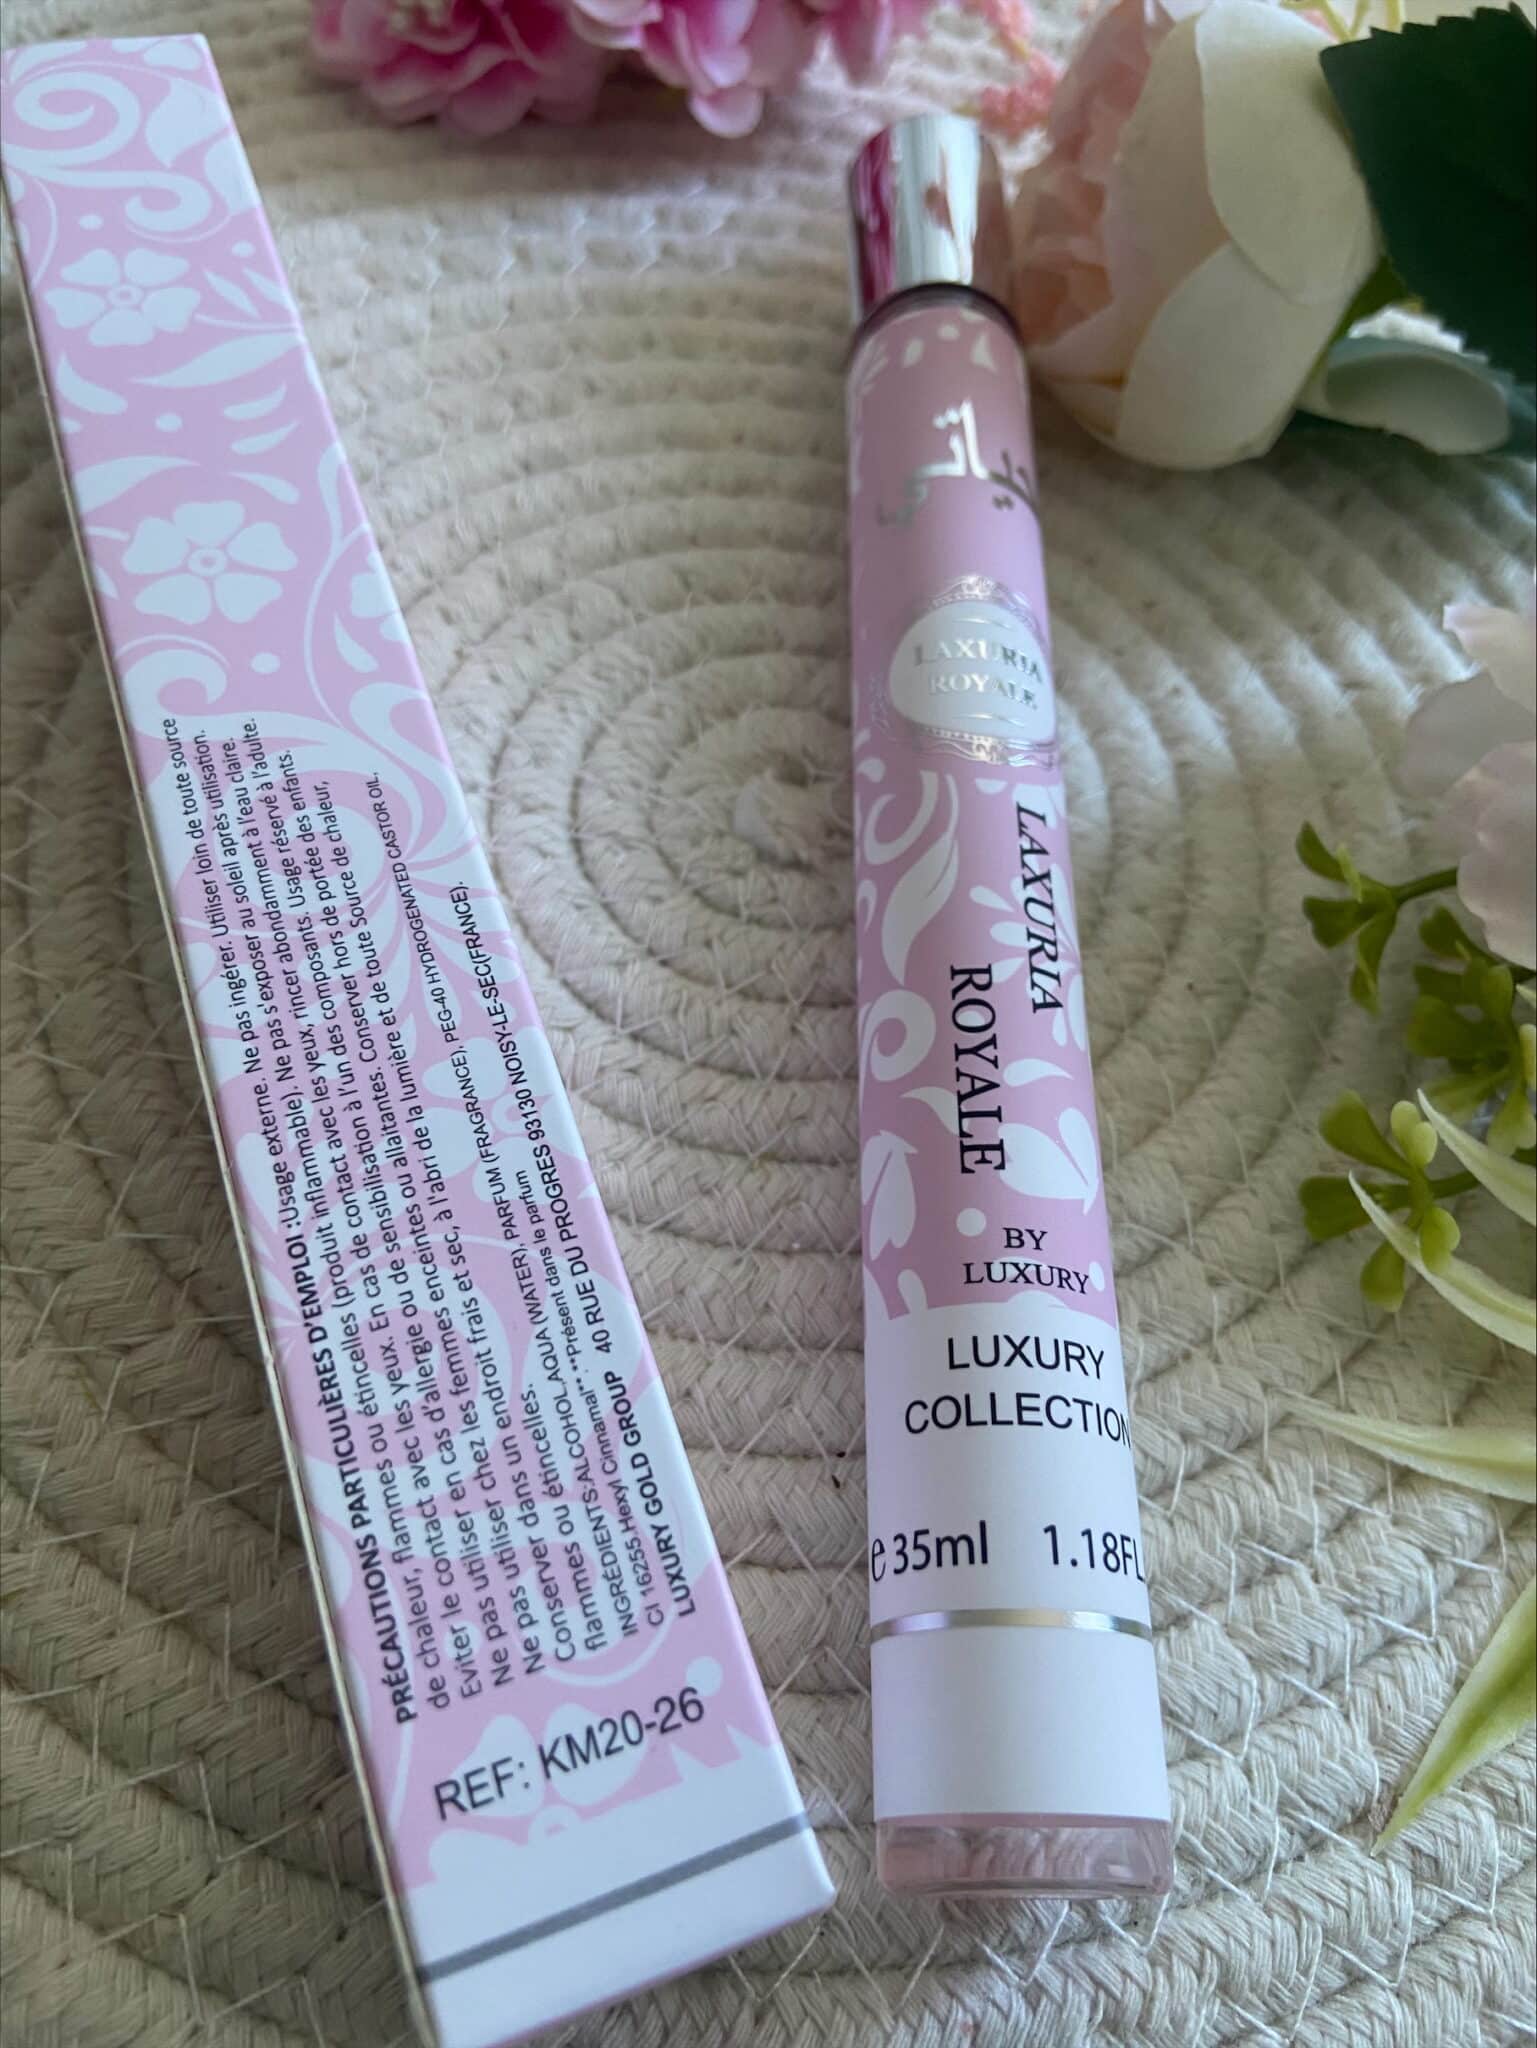 PRÉCAUTIONS PARTICULIÈRES D'EMPLOI :Usage externe. Ne pas ingérer. Utiliser loin de toute source
de chaleur, flammes ou étincelles (produit inflammable). Ne pas s'exposer au soleil après utilisation.
Eviter le contact avec les yeux. En cas de contact avec les yeux, rincer abondamment à l'eau claire.
Ne pas utiliser en cas d'allergie ou de sensibilisation à l'un des composants. Usage réservé à l'adulte.
Ne pas utiliser chez les femmes enceintes ou allaitantes. Conserver hors de portée des enfants.
Ne pas conserver dans un endroit frais et sec, à l'abri de la lumière et de toute Source de chaleur,
flammes ou étincelles.
INGRÉDIENTS:ALCOHOL,AQUA (WATER), PARFUM (FRAGRANCE), PEG-40 HYDROGENATED CASTOR OIL.
CI 16255.Hexyl Cinnamal**.**Présent dans le parfum
LUXURY GOLD GROUP 40 RUE DU PROGRES 93130 NOISY-LE-SEC(FRANCE).
REF: KM20-26
حياتي
LAXURIA
ROYALE
LAXURIA
ROYALE
BY
LUXURY
LUXURY
COLLECTION
e 35ml 1.18FL